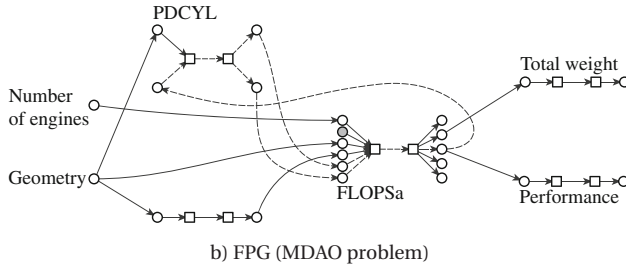 PDCYL
Total weight
Number
of engines
Geometry
FLOPSa
Performance
b) FPG (MDAO problem)